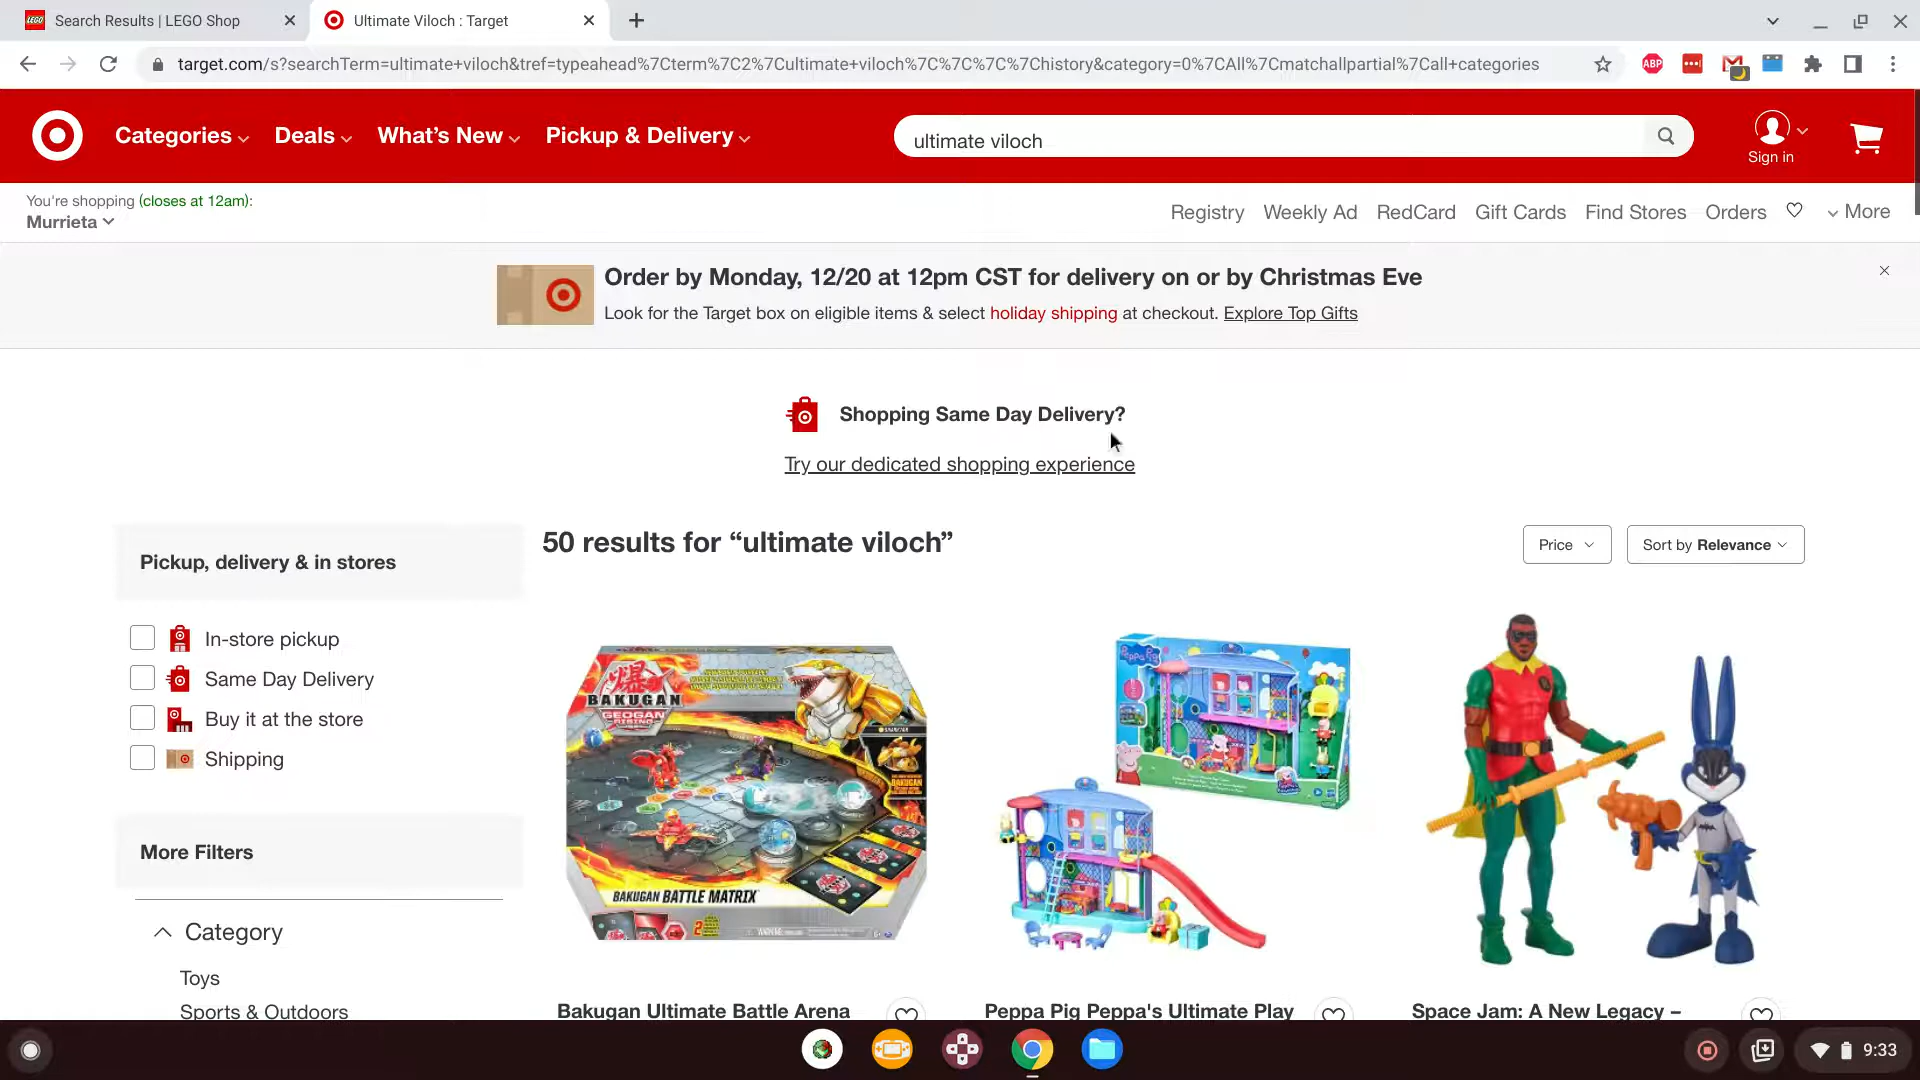 Search Results | LEGO Shop
Ultimate Viloch : Target
target.com/s?searchTerm=ultimate+viloch&tref=typeahead%7Cterm%7C2%7Cultimate+viloch%7C%7C%7C%7Chistory&category=0%7CAll%7Cmatchallpartial%7Call+categories
ABP
Categories
Deals
What's New
Pickup & Delivery
ultimate viloch
Sign in
You're shopping (closes at 12am):
Murrieta
Registry
Weekly Ad
RedCard
Gift Cards
Find Stores
Orders
More
Order by Monday, 12/20 at 12pm CST for delivery on or by Christmas Eve
Look for the Target box on eligible items & select holiday shipping at checkout. Explore Top Gifts
Shopping Same Day Delivery?
Try our dedicated shopping experience
Pickup, delivery & in stores
50 results for “ultimate viloch”
Price
Sort by Relevance
In-store pickup
Same Day Delivery
Buy it at the store
Shipping
More Filters
Category
Toys
Sports & Outdoors
BAKUGAN
GEOGAN
RISING
BAKUGAN BATTLE MATRIX
Peppa Pig
Bakugan Ultimate Battle Arena
Peppa Pig Peppa's Ultimate Play
Space Jam: A New Legacy –
9:33